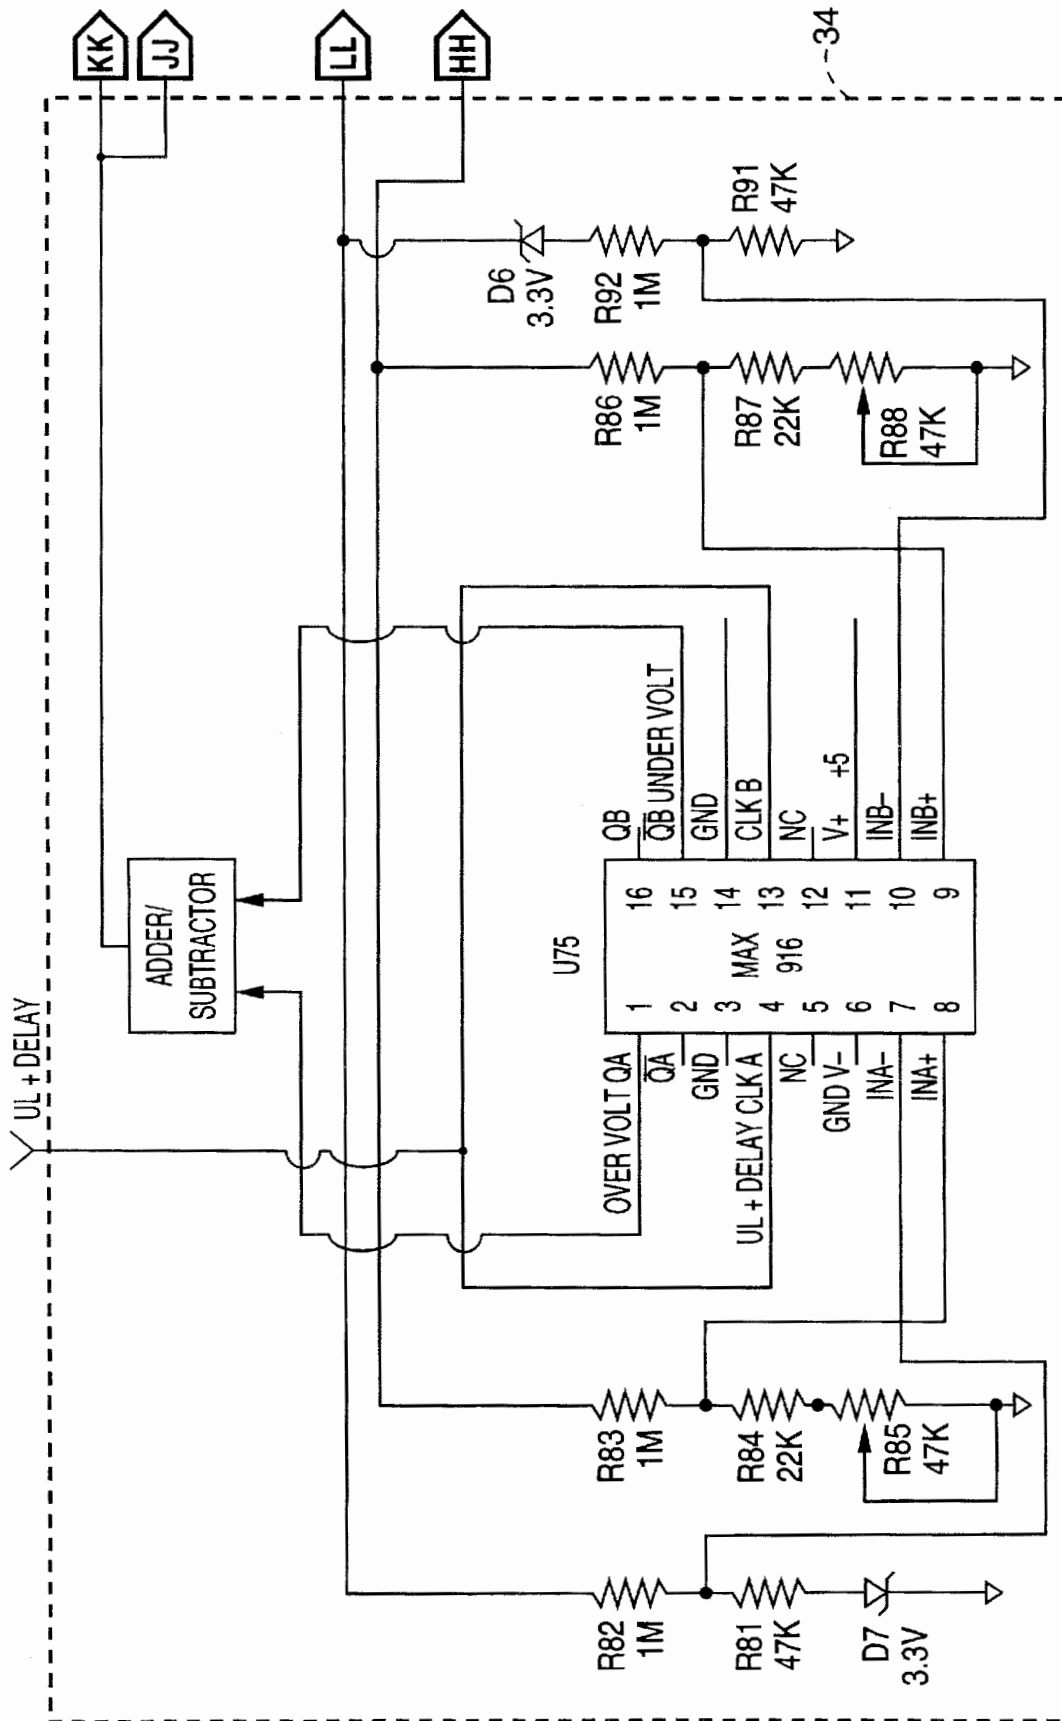 UL + DELAY
KK
JJ
LL
HH
34
ADDER/
SUBTRACTOR
D6
3.3V
R92
1M
R91
47K
R86
1M
R87
22K
R88
47K
U75
MAX
916
OVER VOLT QA 1
Q̅A̅ 2
GND 3
UL + DELAY CLK A 4
NC 5
GND V– 6
INA– 7
INA+ 8
16 QB
15 Q̅B̅ UNDER VOLT
14 GND
13 CLK B
12 NC
11 V+ +5
10 INB–
9 INB+
R83
1M
R84
22K
R85
47K
R82
1M
R81
47K
D7
3.3V